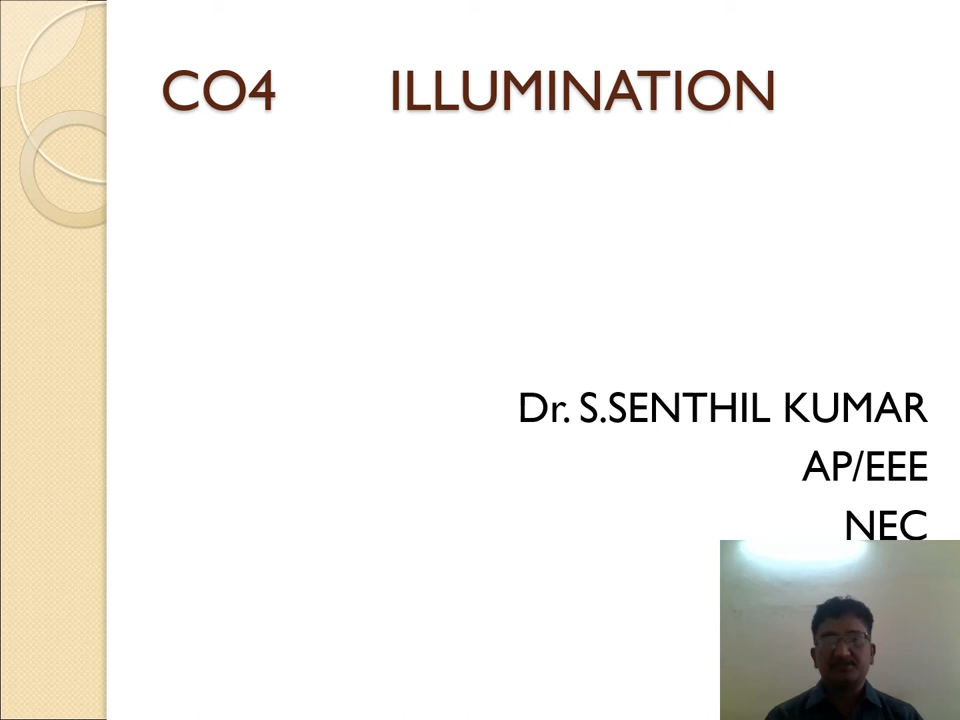 CO4 ILLUMINATION
Dr. S.SENTHIL KUMAR
AP/EEE
NEC